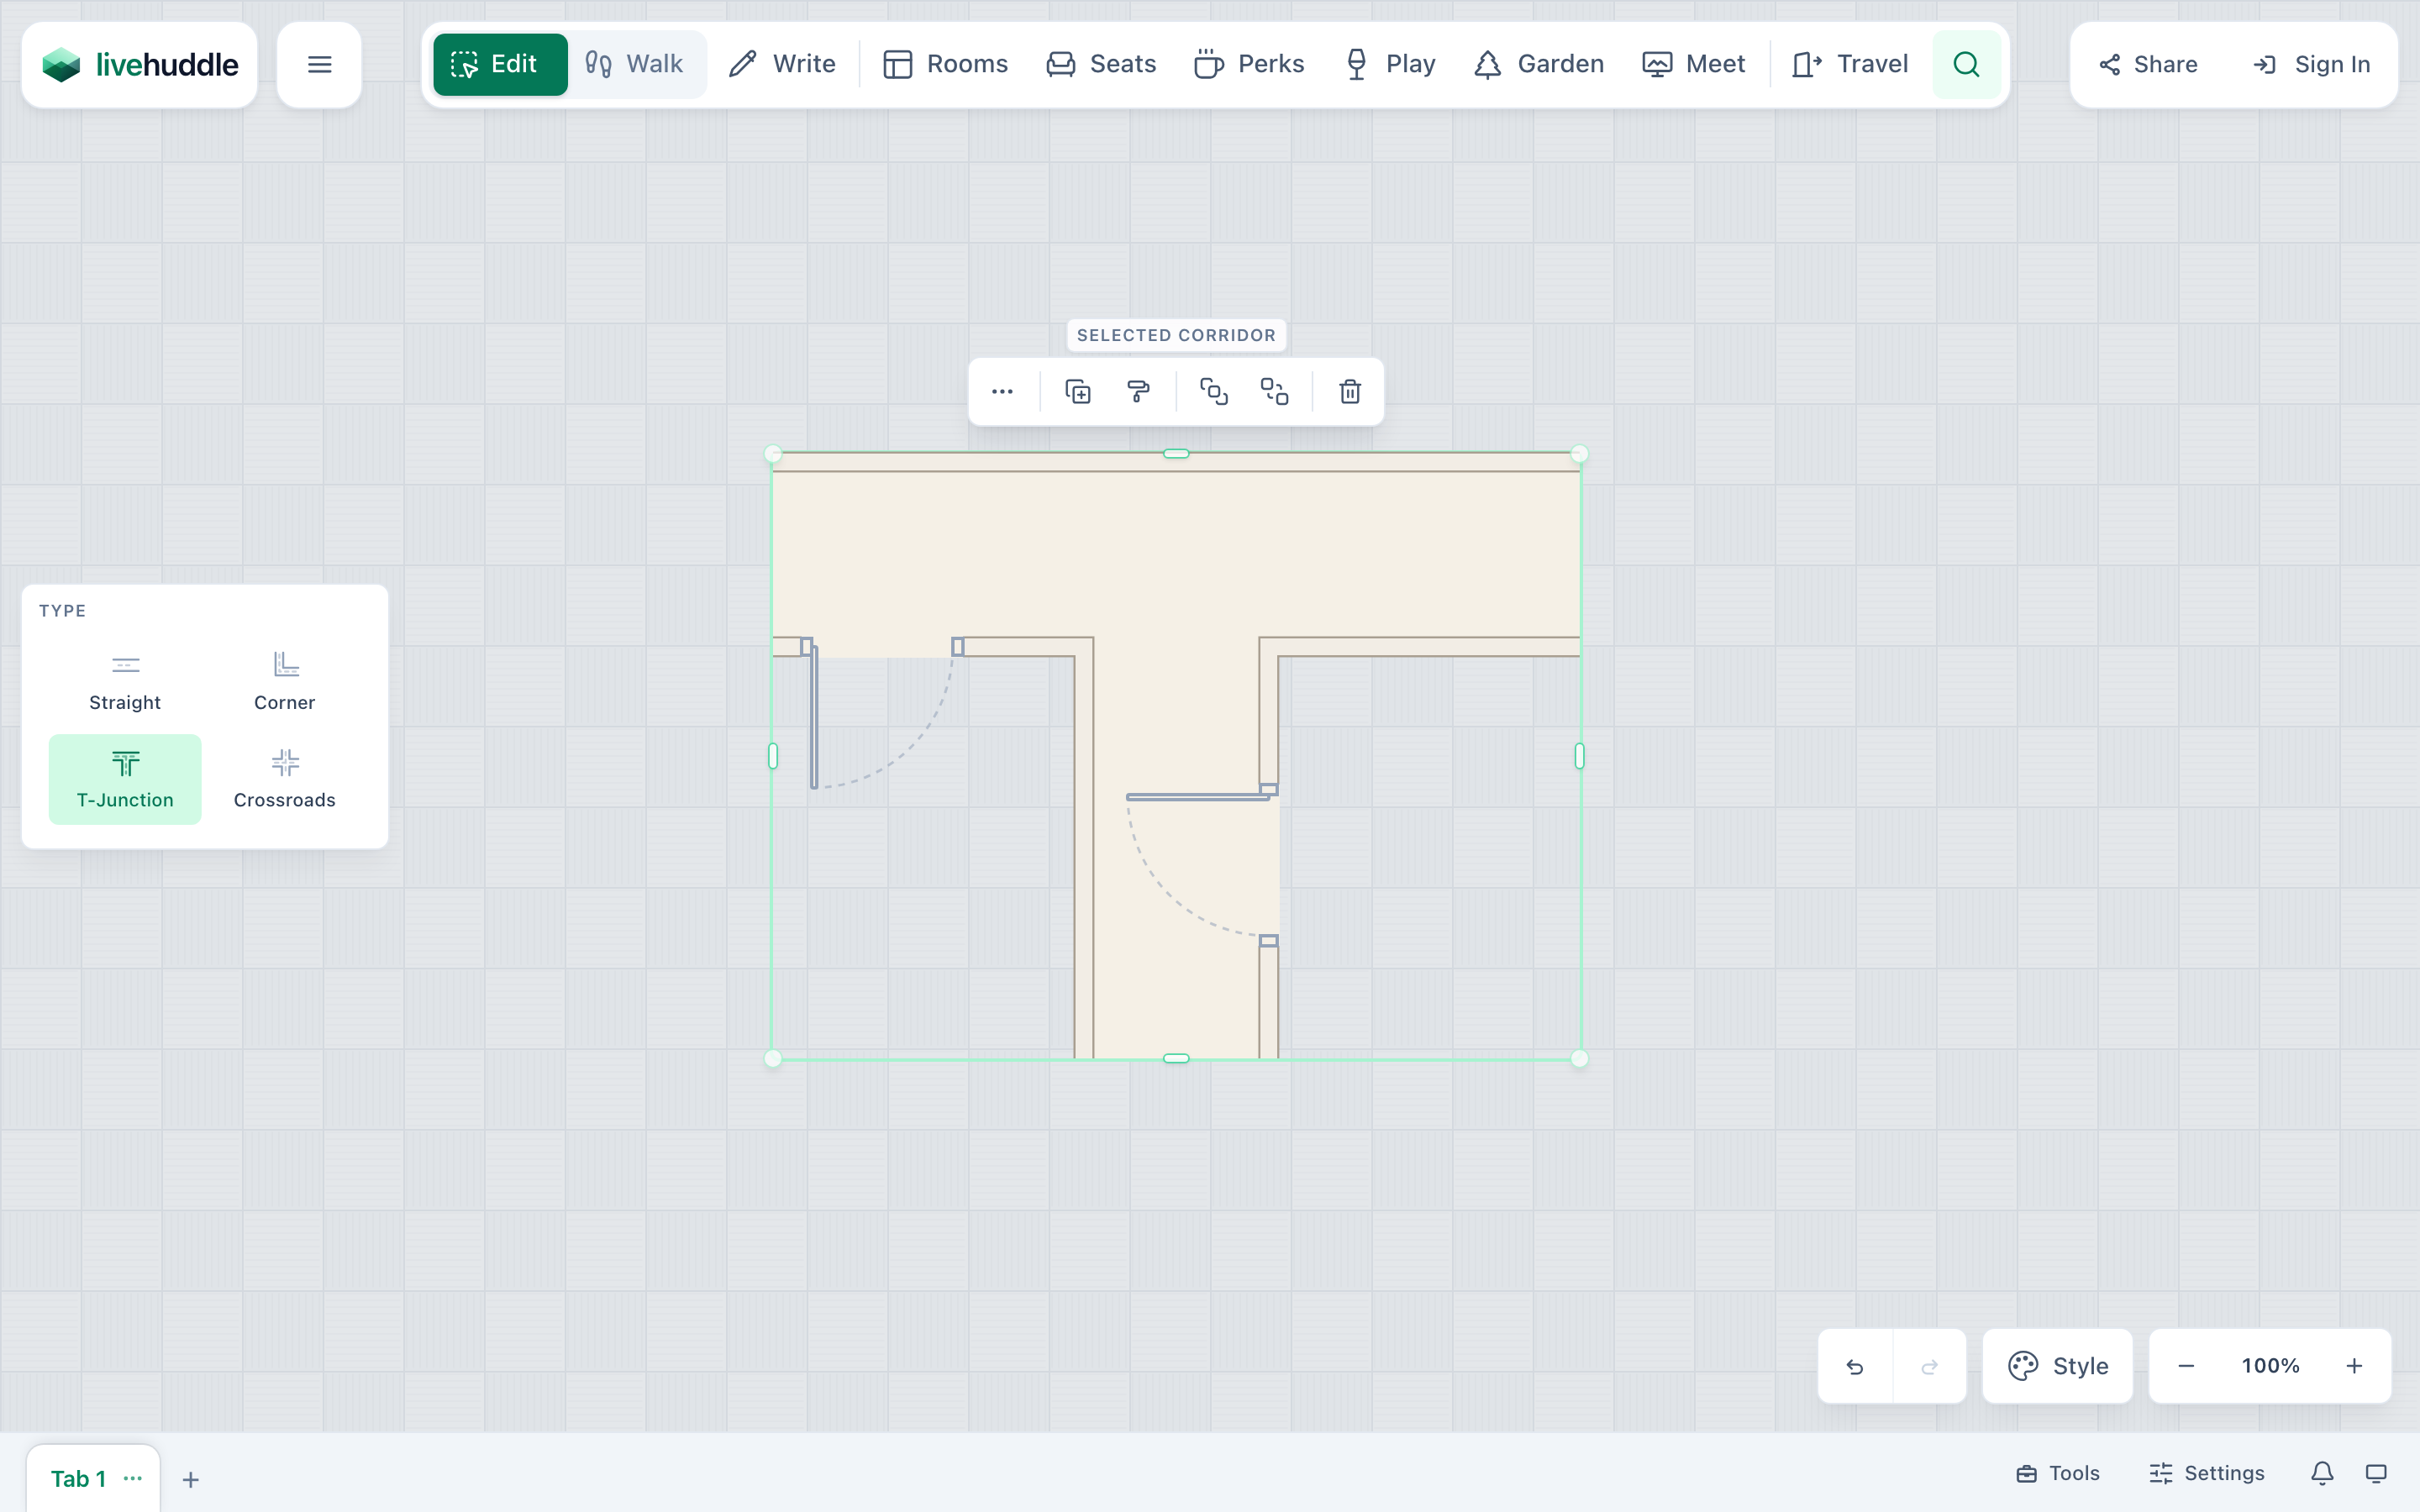 livehuddle
Edit Walk Write Rooms Seats Perks Play Garden Meet Travel
Share Sign In
SELECTED CORRIDOR
TYPE
Straight Corner
T-Junction Crossroads
Style
100%
Tab 1
Tools Settings